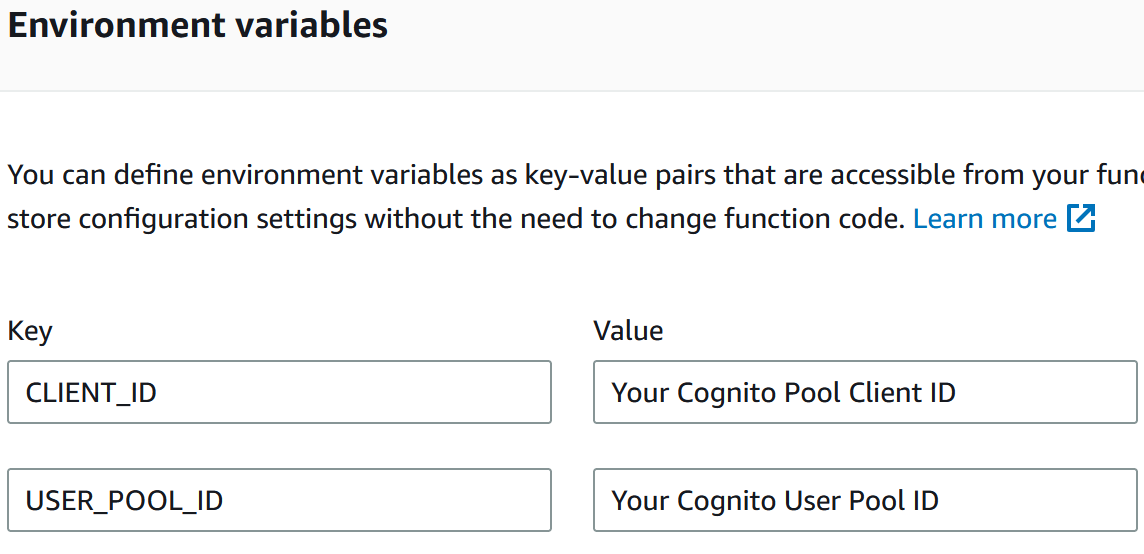 Environment variables
You can define environment variables as key-value pairs that are accessible from your
store configuration settings without the need to change function code. Learn more
Key Value
CLIENT_ID Your Cognito Pool Client ID
USER_POOL_ID Your Cognito User Pool ID